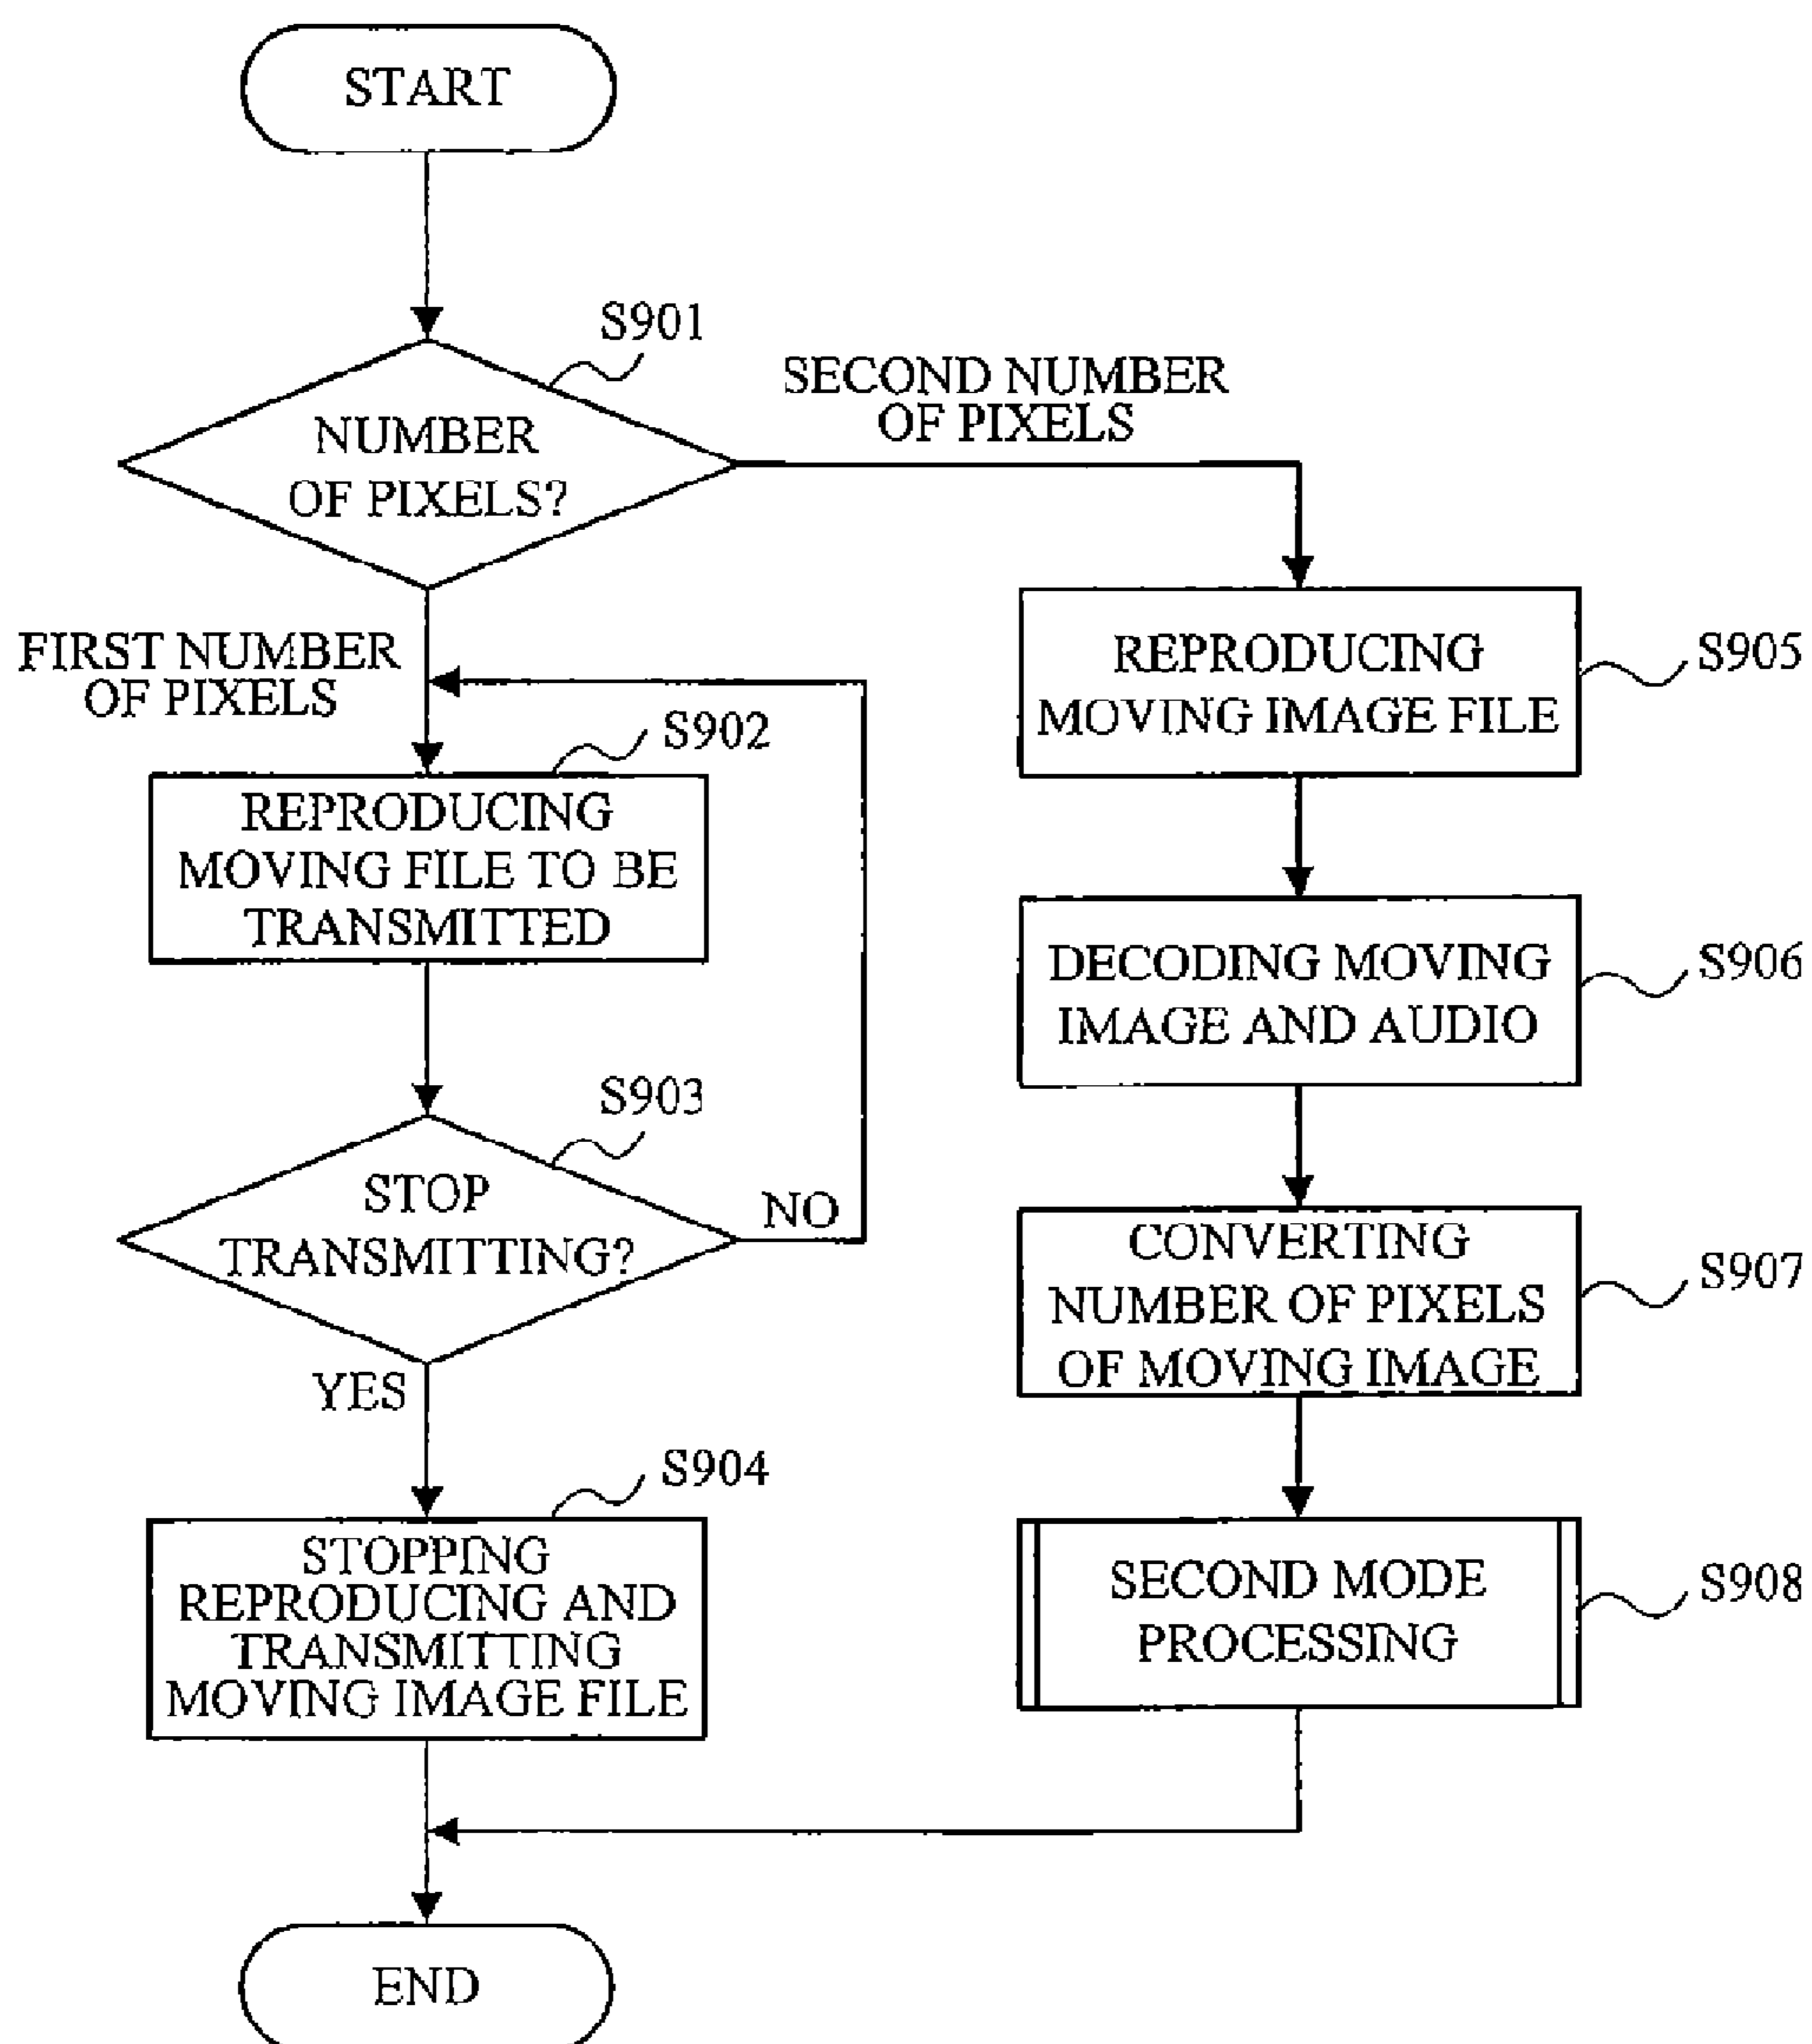 START
S901
NUMBER
OF PIXELS?
SECOND NUMBER
OF PIXELS
FIRST NUMBER
OF PIXELS
S902
REPRODUCING
MOVING FILE TO BE
TRANSMITTED
S903
STOP
TRANSMITTING?
NO
YES
S904
STOPPING
REPRODUCING AND
TRANSMITTING
MOVING IMAGE FILE
REPRODUCING
MOVING IMAGE FILE
S905
DECODING MOVING
IMAGE AND AUDIO
S906
CONVERTING
NUMBER OF PIXELS
OF MOVING IMAGE
S907
SECOND MODE
PROCESSING
S908
END